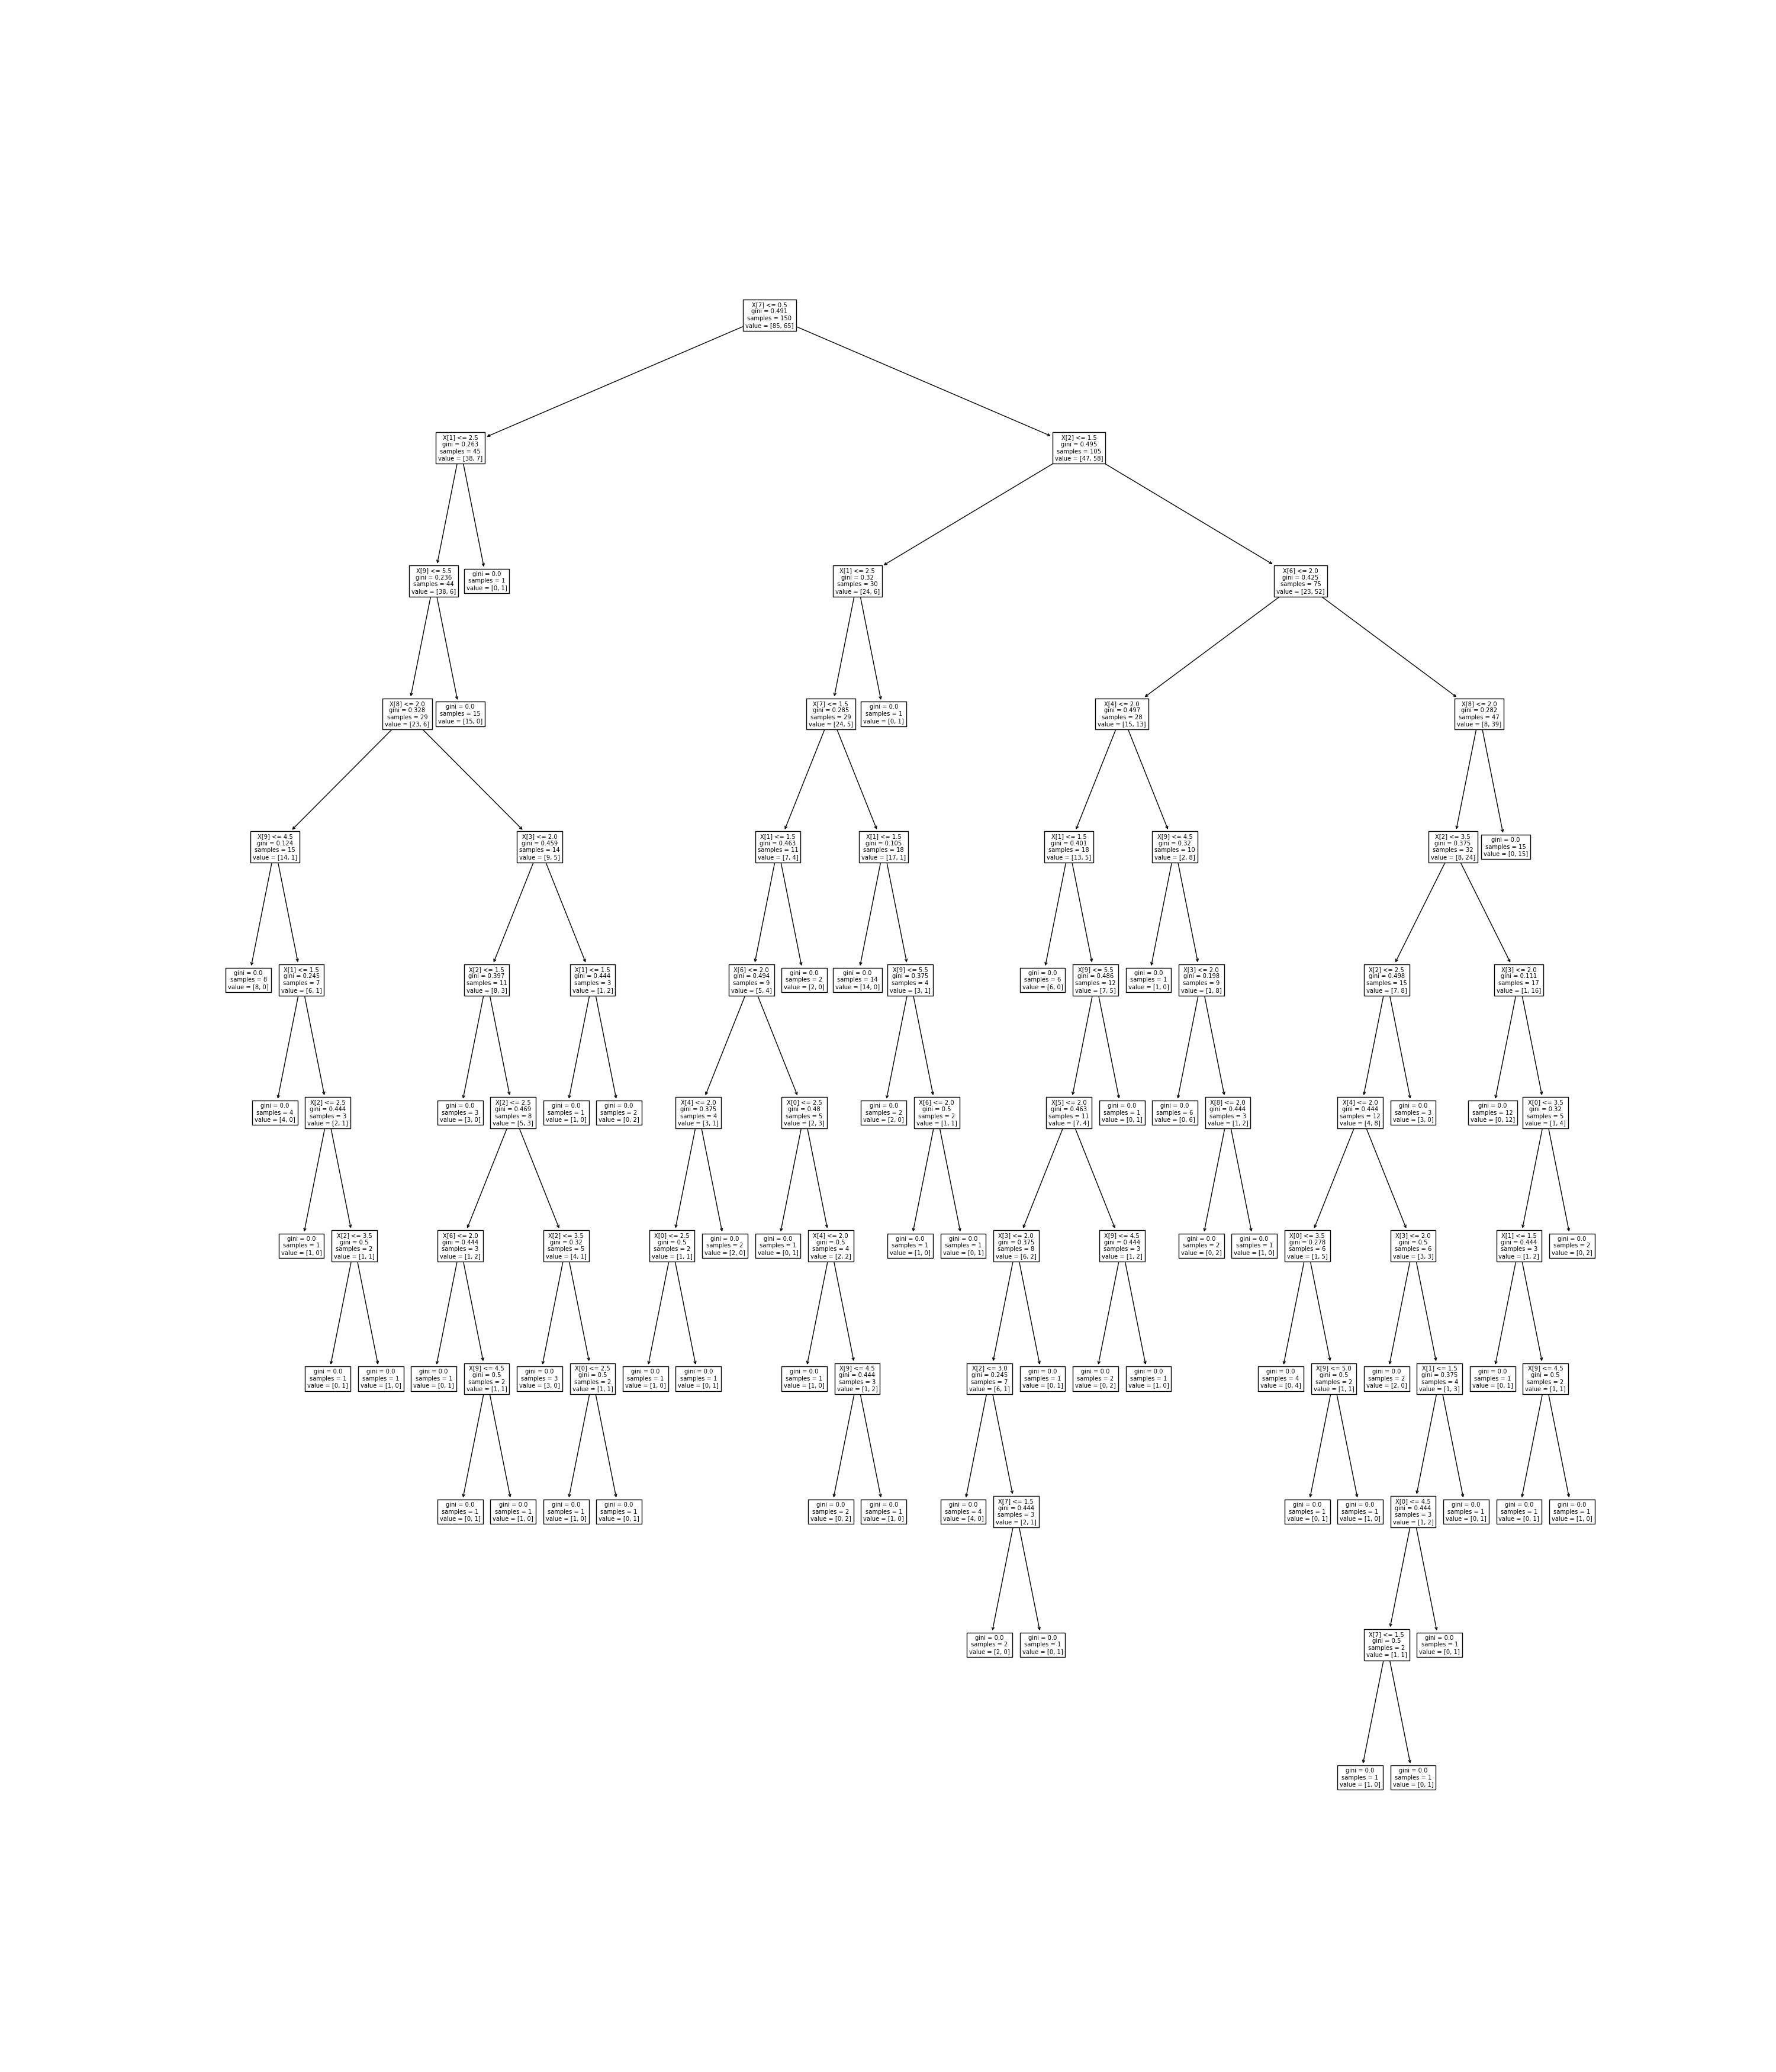 X[7] <= 0.5
gini = 0.491
samples = 150
value = [85, 65]
X[1] <= 2.5
gini = 0.263
samples = 45
value = [38, 7]
X[2] <= 1.5
gini = 0.495
samples = 105
value = [47, 58]
X[9] <= 5.5
gini = 0.236
samples = 44
value = [38, 6]
gini = 0.0
samples = 1
value = [0, 1]
X[1] <= 2.5
gini = 0.32
samples = 30
value = [24, 6]
X[6] <= 2.0
gini = 0.425
samples = 75
value = [23, 52]
X[8] <= 2.0
gini = 0.328
samples = 29
value = [23, 6]
gini = 0.0
samples = 15
value = [15, 0]
X[7] <= 1.5
gini = 0.285
samples = 29
value = [24, 5]
gini = 0.0
samples = 1
value = [0, 1]
X[4] <= 2.0
gini = 0.497
samples = 28
value = [15, 13]
X[8] <= 2.0
gini = 0.282
samples = 47
value = [8, 39]
X[9] <= 4.5
gini = 0.124
samples = 15
value = [14, 1]
X[3] <= 2.0
gini = 0.459
samples = 14
value = [9, 5]
X[1] <= 1.5
gini = 0.463
samples = 11
value = [7, 4]
X[1] <= 1.5
gini = 0.105
samples = 18
value = [17, 1]
X[1] <= 1.5
gini = 0.401
samples = 18
value = [13, 5]
X[9] <= 4.5
gini = 0.32
samples = 10
value = [2, 8]
X[2] <= 3.5
gini = 0.375
samples = 32
value = [8, 24]
gini = 0.0
samples = 15
value = [0, 15]
gini = 0.0
samples = 8
value = [8, 0]
X[1] <= 1.5
gini = 0.245
samples = 7
value = [6, 1]
X[2] <= 1.5
gini = 0.397
samples = 11
value = [8, 3]
X[1] <= 1.5
gini = 0.444
samples = 3
value = [1, 2]
X[6] <= 2.0
gini = 0.494
samples = 9
value = [5, 4]
gini = 0.0
samples = 2
value = [2, 0]
gini = 0.0
samples = 14
value = [14, 0]
X[9] <= 5.5
gini = 0.375
samples = 4
value = [3, 1]
gini = 0.0
samples = 6
value = [6, 0]
X[9] <= 5.5
gini = 0.486
samples = 12
value = [7, 5]
gini = 0.0
samples = 1
value = [1, 0]
X[3] <= 2.0
gini = 0.198
samples = 9
value = [1, 8]
X[2] <= 2.5
gini = 0.498
samples = 15
value = [7, 8]
X[3] <= 2.0
gini = 0.111
samples = 17
value = [1, 16]
gini = 0.0
samples = 4
value = [4, 0]
X[2] <= 2.5
gini = 0.444
samples = 3
value = [2, 1]
gini = 0.0
samples = 3
value = [3, 0]
X[2] <= 2.5
gini = 0.469
samples = 8
value = [5, 3]
gini = 0.0
samples = 1
value = [1, 0]
gini = 0.0
samples = 2
value = [0, 2]
X[4] <= 2.0
gini = 0.375
samples = 4
value = [3, 1]
X[0] <= 2.5
gini = 0.48
samples = 5
value = [2, 3]
gini = 0.0
samples = 2
value = [2, 0]
X[6] <= 2.0
gini = 0.5
samples = 2
value = [1, 1]
X[5] <= 2.0
gini = 0.463
samples = 11
value = [7, 4]
gini = 0.0
samples = 1
value = [0, 1]
gini = 0.0
samples = 6
value = [0, 6]
X[8] <= 2.0
gini = 0.444
samples = 3
value = [1, 2]
X[4] <= 2.0
gini = 0.444
samples = 12
value = [4, 8]
gini = 0.0
samples = 3
value = [3, 0]
gini = 0.0
samples = 12
value = [0, 12]
X[0] <= 3.5
gini = 0.32
samples = 5
value = [1, 4]
gini = 0.0
samples = 1
value = [1, 0]
X[2] <= 3.5
gini = 0.5
samples = 2
value = [1, 1]
X[6] <= 2.0
gini = 0.444
samples = 3
value = [1, 2]
X[2] <= 3.5
gini = 0.32
samples = 5
value = [4, 1]
X[0] <= 2.5
gini = 0.5
samples = 2
value = [1, 1]
gini = 0.0
samples = 2
value = [2, 0]
gini = 0.0
samples = 1
value = [0, 1]
X[4] <= 2.0
gini = 0.5
samples = 4
value = [2, 2]
gini = 0.0
samples = 1
value = [1, 0]
gini = 0.0
samples = 1
value = [0, 1]
X[3] <= 2.0
gini = 0.375
samples = 8
value = [6, 2]
X[9] <= 4.5
gini = 0.444
samples = 3
value = [1, 2]
gini = 0.0
samples = 2
value = [0, 2]
gini = 0.0
samples = 1
value = [1, 0]
X[0] <= 3.5
gini = 0.278
samples = 6
value = [1, 5]
X[3] <= 2.0
gini = 0.5
samples = 6
value = [3, 3]
X[1] <= 1.5
gini = 0.444
samples = 3
value = [1, 2]
gini = 0.0
samples = 2
value = [0, 2]
gini = 0.0
samples = 1
value = [0, 1]
gini = 0.0
samples = 1
value = [1, 0]
gini = 0.0
samples = 1
value = [0, 1]
X[9] <= 4.5
gini = 0.5
samples = 2
value = [1, 1]
gini = 0.0
samples = 3
value = [3, 0]
X[0] <= 2.5
gini = 0.5
samples = 2
value = [1, 1]
gini = 0.0
samples = 1
value = [1, 0]
gini = 0.0
samples = 1
value = [0, 1]
gini = 0.0
samples = 1
value = [1, 0]
X[9] <= 4.5
gini = 0.444
samples = 3
value = [1, 2]
X[2] <= 3.0
gini = 0.245
samples = 7
value = [6, 1]
gini = 0.0
samples = 1
value = [0, 1]
gini = 0.0
samples = 2
value = [0, 2]
gini = 0.0
samples = 1
value = [1, 0]
gini = 0.0
samples = 4
value = [0, 4]
X[9] <= 5.0
gini = 0.5
samples = 2
value = [1, 1]
gini = 0.0
samples = 2
value = [2, 0]
X[1] <= 1.5
gini = 0.375
samples = 4
value = [1, 3]
gini = 0.0
samples = 1
value = [0, 1]
X[9] <= 4.5
gini = 0.5
samples = 2
value = [1, 1]
gini = 0.0
samples = 1
value = [0, 1]
gini = 0.0
samples = 1
value = [1, 0]
gini = 0.0
samples = 1
value = [1, 0]
gini = 0.0
samples = 1
value = [0, 1]
gini = 0.0
samples = 2
value = [0, 2]
gini = 0.0
samples = 1
value = [1, 0]
gini = 0.0
samples = 4
value = [4, 0]
X[7] <= 1.5
gini = 0.444
samples = 3
value = [2, 1]
gini = 0.0
samples = 1
value = [0, 1]
gini = 0.0
samples = 1
value = [1, 0]
X[0] <= 4.5
gini = 0.444
samples = 3
value = [1, 2]
gini = 0.0
samples = 1
value = [0, 1]
gini = 0.0
samples = 1
value = [0, 1]
gini = 0.0
samples = 1
value = [1, 0]
gini = 0.0
samples = 2
value = [2, 0]
gini = 0.0
samples = 1
value = [0, 1]
X[7] <= 1.5
gini = 0.5
samples = 2
value = [1, 1]
gini = 0.0
samples = 1
value = [0, 1]
gini = 0.0
samples = 1
value = [1, 0]
gini = 0.0
samples = 1
value = [0, 1]